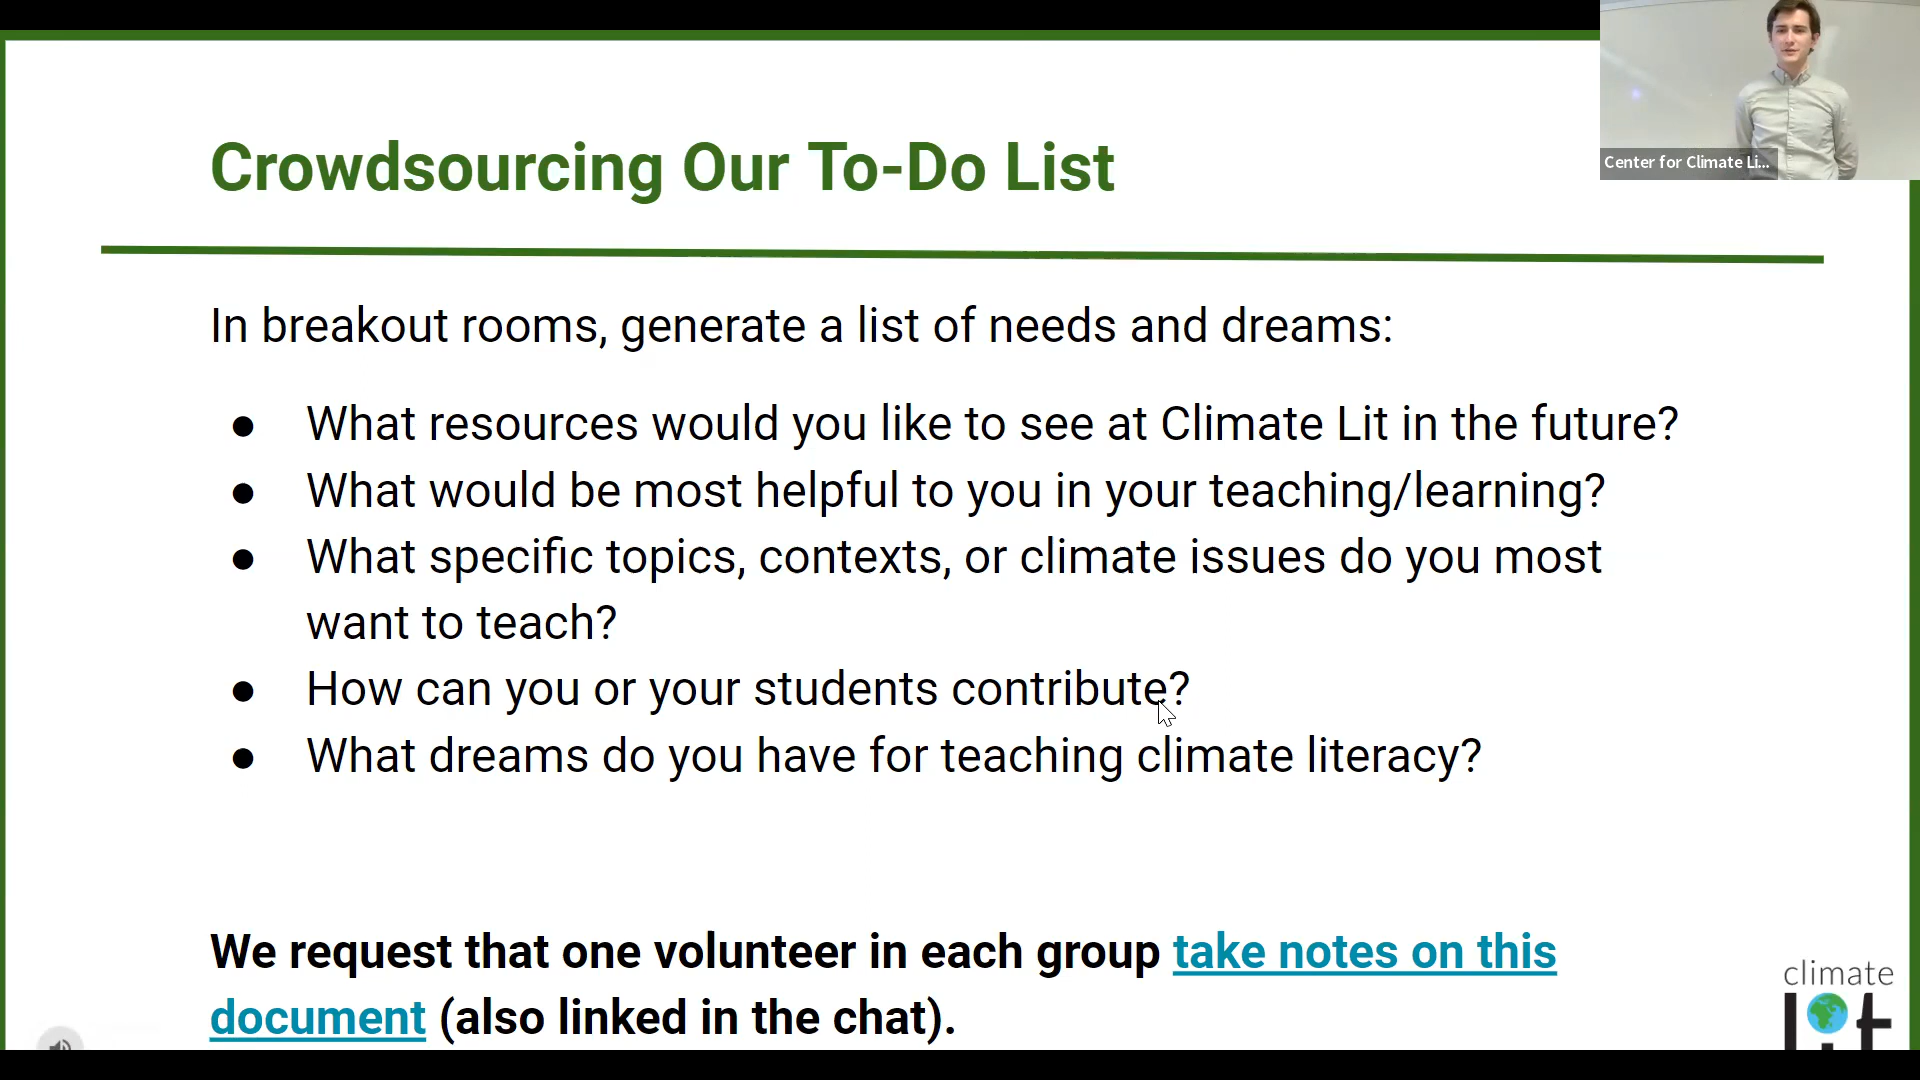 Center for Climate Li...
Crowdsourcing Our To-Do List
In breakout rooms, generate a list of needs and dreams:
● What resources would you like to see at Climate Lit in the future?
● What would be most helpful to you in your teaching/learning?
● What specific topics, contexts, or climate issues do you most
want to teach?
● How can you or your students contribute?
● What dreams do you have for teaching climate literacy?
We request that one volunteer in each group take notes on this
document (also linked in the chat).
climate
lit